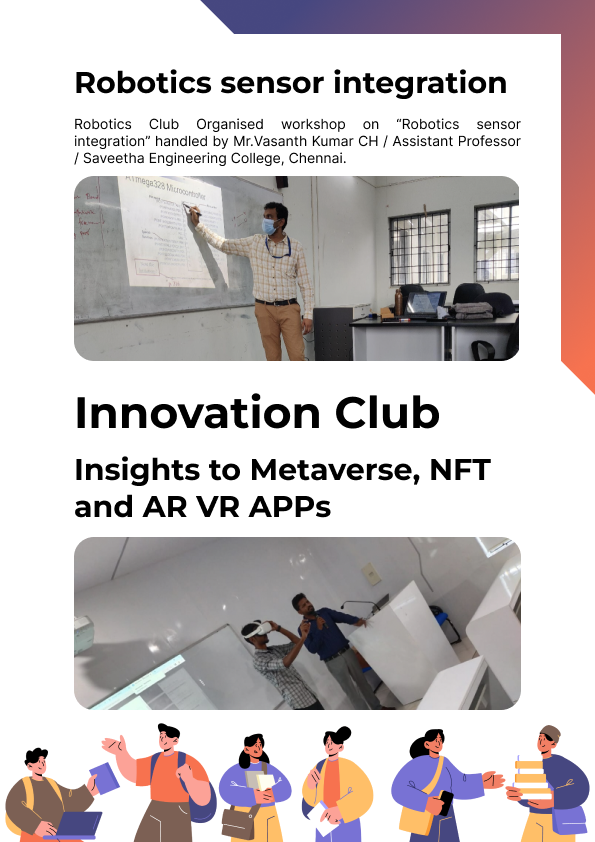 Robotics sensor integration
Robotics Club Organised workshop on “Robotics sensor
integration” handled by Mr.Vasanth Kumar CH / Assistant Professor
/ Saveetha Engineering College, Chennai.
ATmega328 Microcontroller
Innovation Club
Insights to Metaverse, NFT
and AR VR APPs